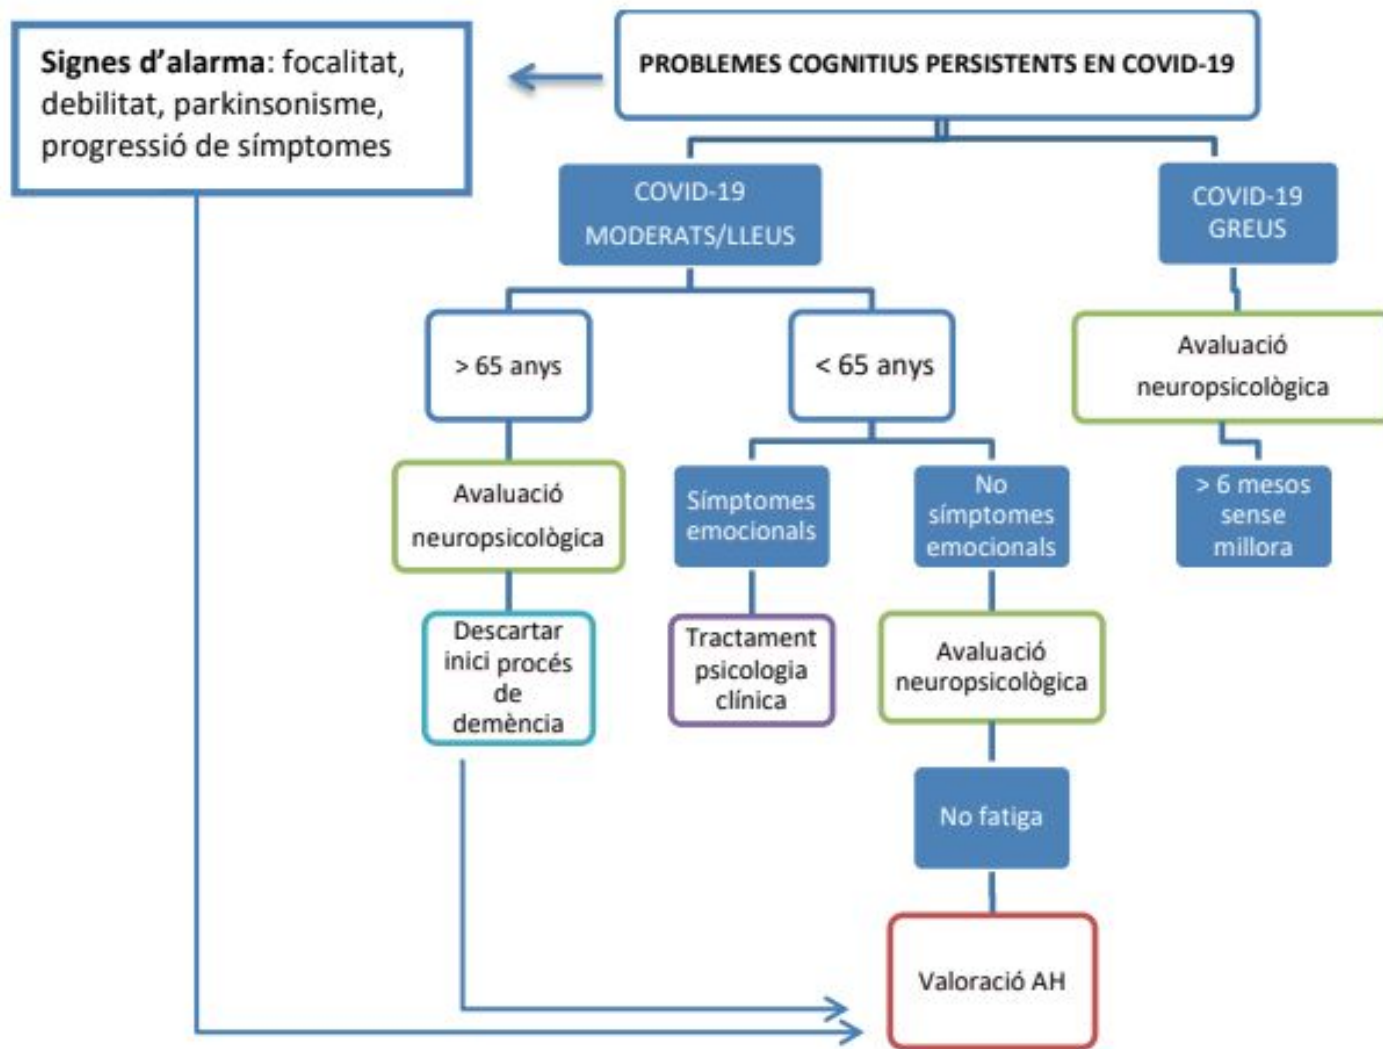 Signes d'alarma: focalitat,
debilitat, parkinsonisme,
progressió de símptomes
PROBLEMES COGNITIUS PERSISTENTS EN COVID-19
COVID-19
MODERATS/LLEUS
COVID-19
GREUS
> 65 anys
< 65 anys
Avaluació
neuropsicològica
Avaluació
neuropsicològica
Símptomes
emocionals
No
símptomes
emocionals
> 6 mesos
sense
millora
Descartar
inici procés
de
demència
Tractament
psicologia
clínica
Avaluació
neuropsicològica
No fatiga
Valoració AH